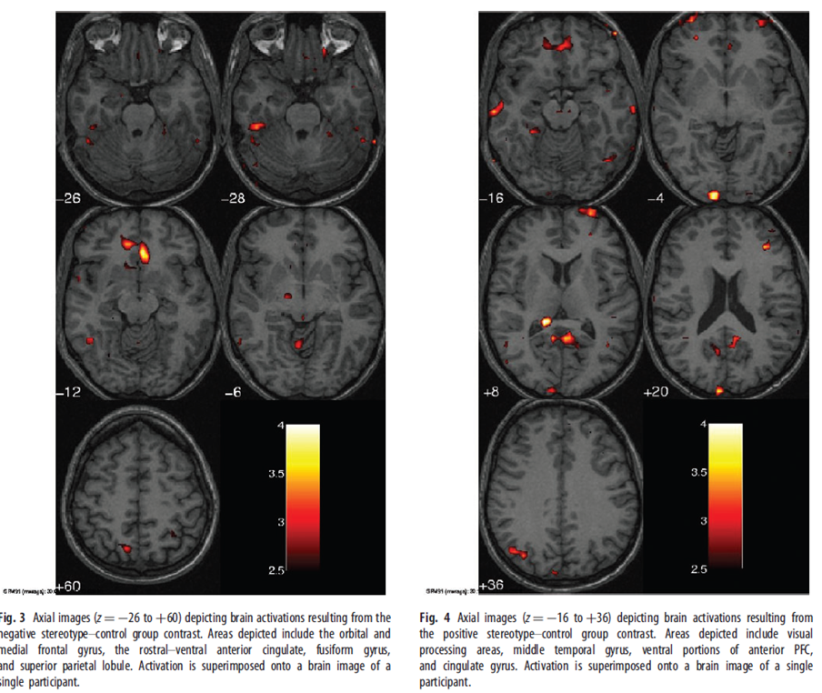 -26
-28
-12
-6
4
3.5
3
2.5
+60
Fig. 3 Axial images (z = −26 to +60) depicting brain activations resulting from the
negative stereotype–control group contrast. Areas depicted include the orbital and
medial frontal gyrus, the rostral–ventral anterior cingulate, fusiform gyrus,
and superior parietal lobule. Activation is superimposed onto a brain image of a
single participant.
-16
-4
+8
+20
4
3.5
3
2.5
+36
Fig. 4 Axial images (z = −16 to +36) depicting brain activations resulting from
the positive stereotype–control group contrast. Areas depicted include visual
processing areas, middle temporal gyrus, ventral portions of anterior PFC,
and cingulate gyrus. Activation is superimposed onto a brain image of a single
participant.